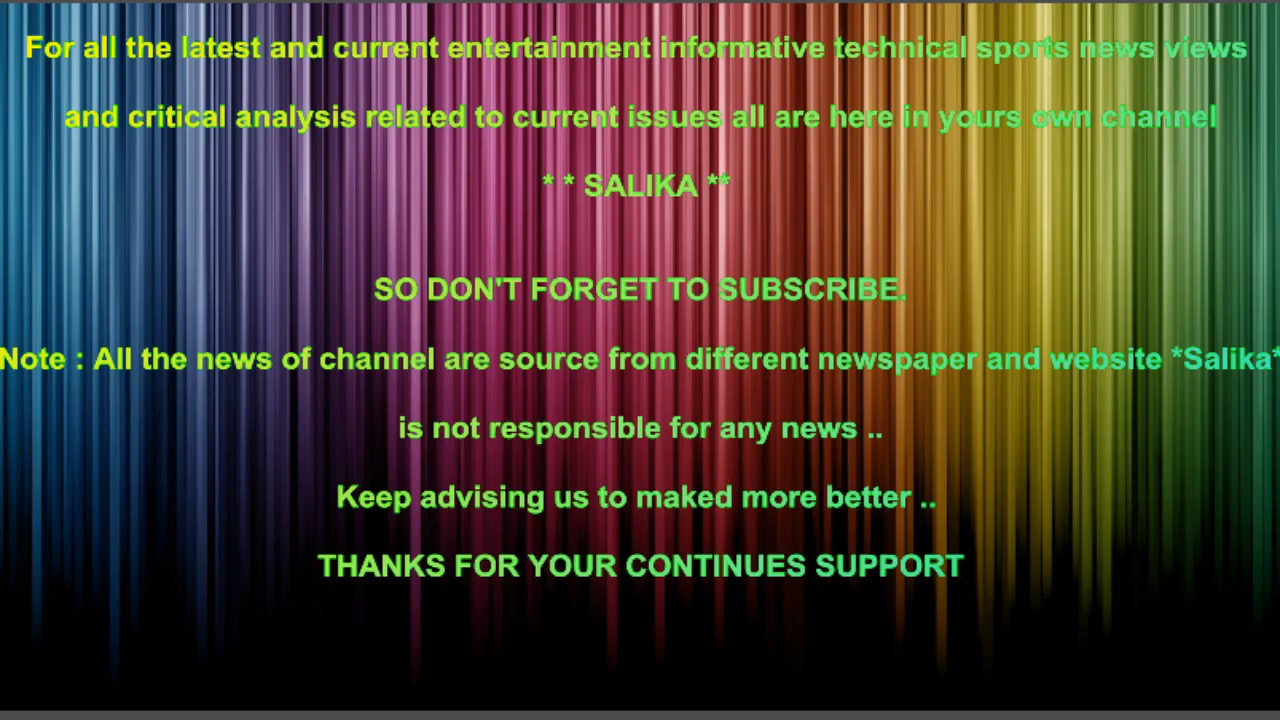 For all the latest and current entertainment informative technical sports news views
and critical analysis related to current issues all are here in yours own channel
* * SALIKA **
SO DON'T FORGET TO SUBSCRIBE.
Note : All the news of channel are source from different newspaper and website *Salika*
is not responsible for any news ..
Keep advising us to maked more better ..
THANKS FOR YOUR CONTINUES SUPPORT